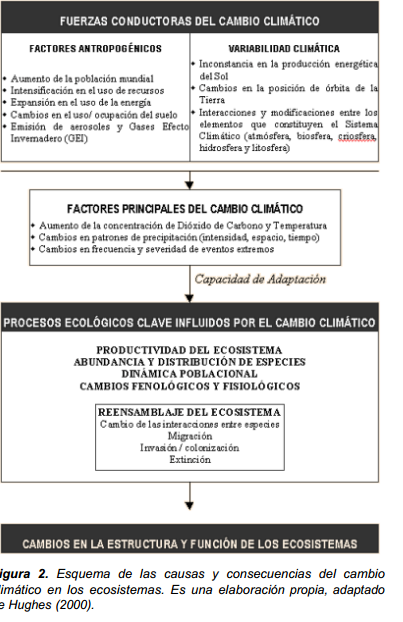 FUERZAS CONDUCTORAS DEL CAMBIO CLIMÁTICO
FACTORES ANTROPOGÉNICOS
• Aumento de la población mundial
• Intensificación en el uso de recursos
• Expansión en el uso de la energía
• Cambios en el uso/ ocupación del suelo
• Emisión de aerosoles y Gases Efecto
Invernadero (GEI)
VARIABILIDAD CLIMÁTICA
• Inconstancia en la producción energética
del Sol
• Cambios en la posición de órbita de la
Tierra
• Interacciones y modificaciones entre los
elementos que constituyen el Sistema
Climático (atmósfera, biosfera, criosfera,
hidrosfera y litosfera)
FACTORES PRINCIPALES DEL CAMBIO CLIMÁTICO
• Aumento de la concentración de Dióxido de Carbono y Temperatura
• Cambios en patrones de precipitación (intensidad, espacio, tiempo)
• Cambios en frecuencia y severidad de eventos extremos
Capacidad de Adaptación
PROCESOS ECOLÓGICOS CLAVE INFLUIDOS POR EL CAMBIO CLIMÁTICO
PRODUCTIVIDAD DEL ECOSISTEMA
ABUNDANCIA Y DISTRIBUCIÓN DE ESPECIES
DINÁMICA POBLACIONAL
CAMBIOS FENOLÓGICOS Y FISIOLÓGICOS
REENSAMBLAJE DEL ECOSISTEMA
Cambio de las interacciones entre especies
Migración
Invasión / colonización
Extinción
CAMBIOS EN LA ESTRUCTURA Y FUNCIÓN DE LOS ECOSISTEMAS
igura 2. Esquema de las causas y consecuencias del cambio
limático en los ecosistemas. Es una elaboración propia, adaptado
e Hughes (2000).